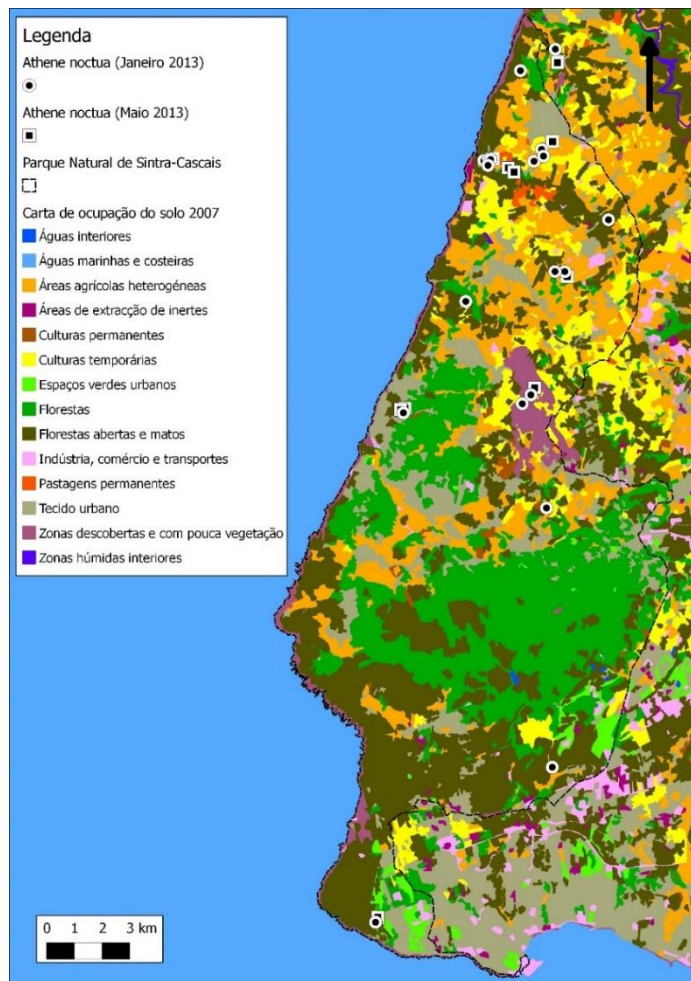 Legenda
Athene noctua (Janeiro 2013)
Athene noctua (Maio 2013)
Parque Natural de Sintra-Cascais
Carta de ocupação do solo 2007
Águas interiores
Águas marinhas e costeiras
Áreas agrícolas heterogéneas
Áreas de extracção de inertes
Culturas permanentes
Culturas temporárias
Espaços verdes urbanos
Florestas
Florestas abertas e matos
Indústria, comércio e transportes
Pastagens permanentes
Tecido urbano
Zonas descobertas e com pouca vegetação
Zonas húmidas interiores
0 1 2 3 km